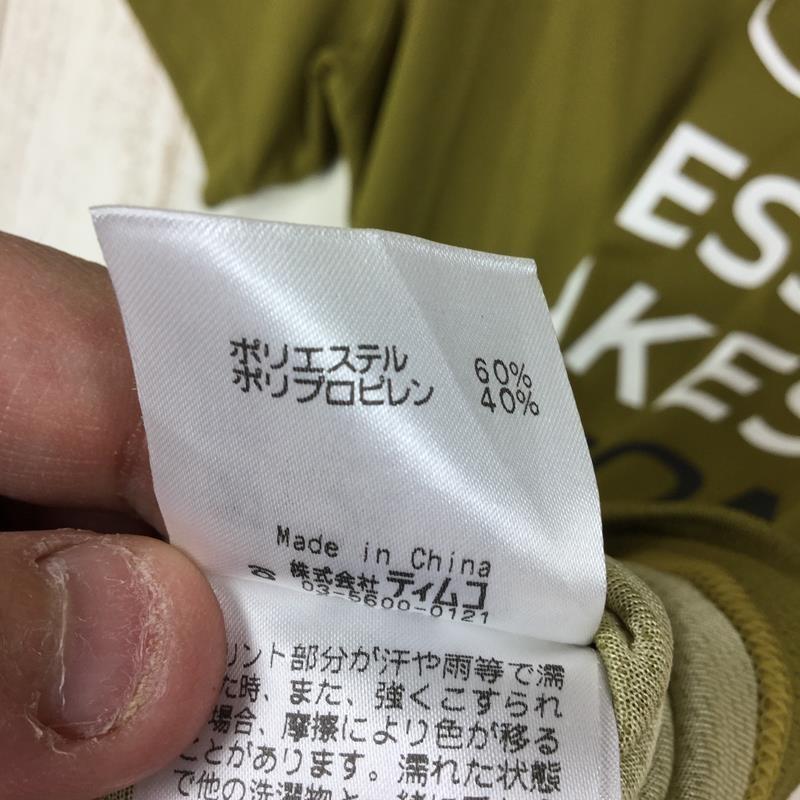 ESS
AKES
ポリエステル 60%
ポリプロピレン 40%
Made in China
株式会社 ティムコ
03-5600-0121
リント部分が汗や雨等で濡
た時、また、強くこすられ
場合、摩擦により色が移る
ことがあります。濡れた状態
で他の洗濯物と